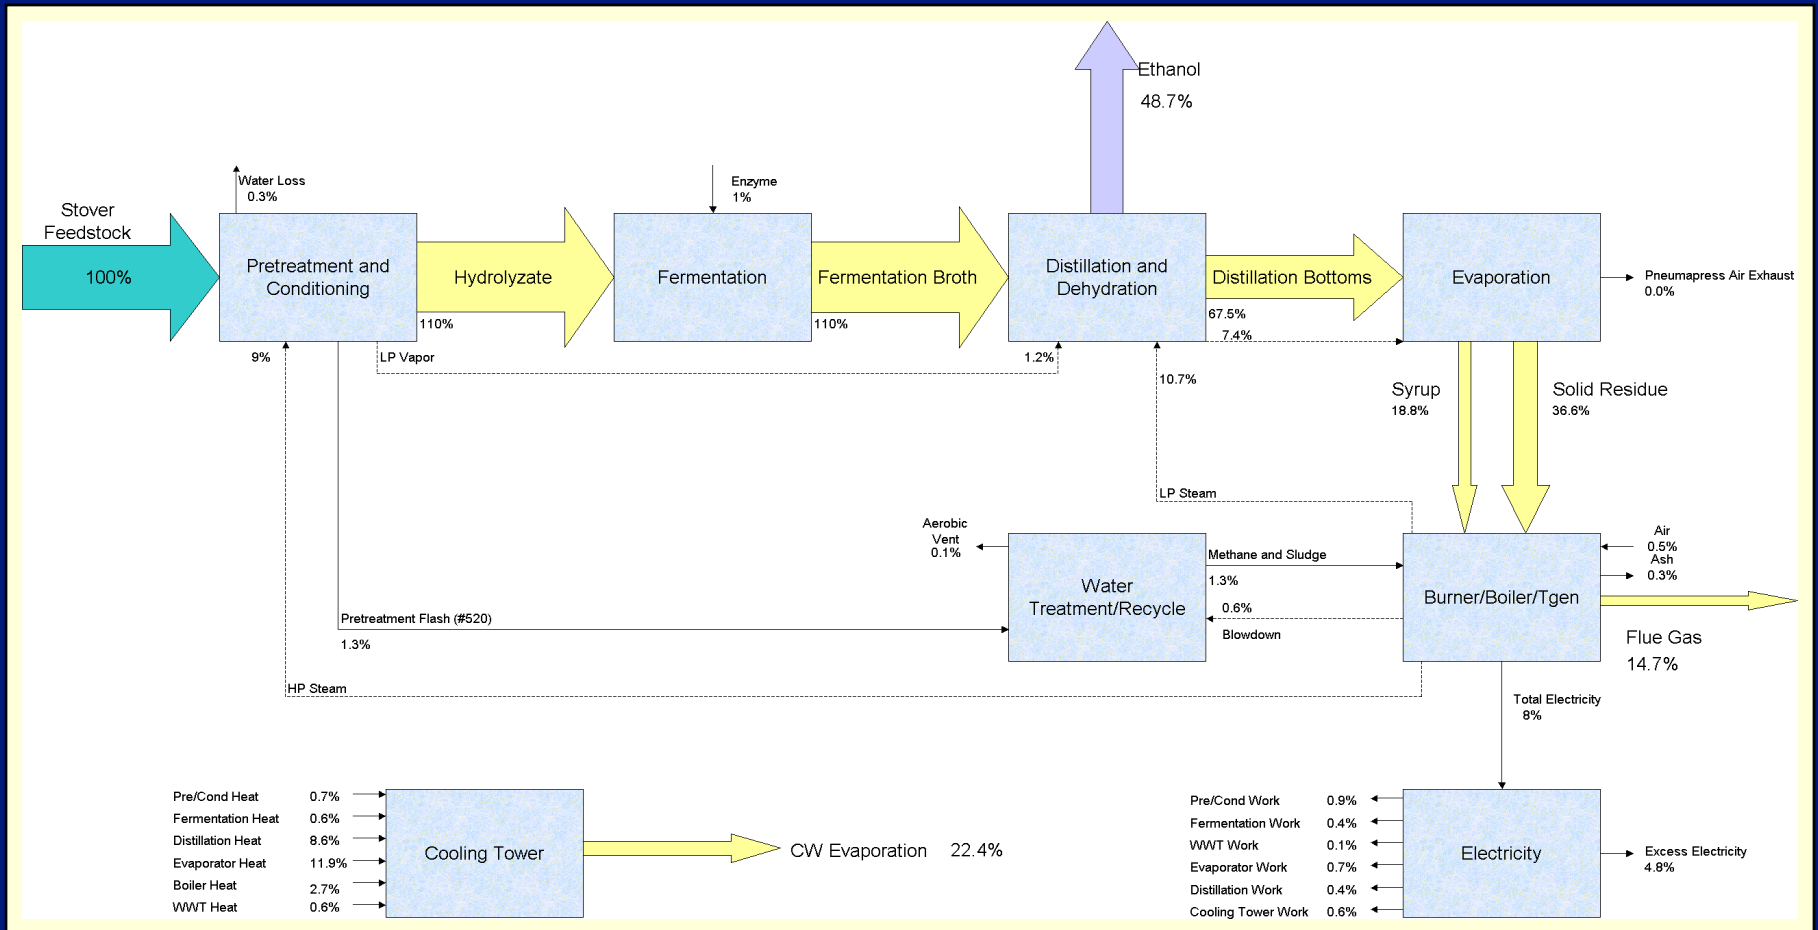 Ethanol
48.7%
Water Loss
0.3%
Enzyme
1%
Stover
Feedstock
100%
Pretreatment and
Conditioning
Hydrolyzate
110%
Fermentation
Fermentation Broth
110%
Distillation and
Dehydration
Distillation Bottoms
67.5%
7.4%
Evaporation
Pneumapress Air Exhaust
0.0%
9%
LP Vapor
1.2%
10.7%
Syrup
18.8%
Solid Residue
36.6%
LP Steam
Aerobic
Vent
0.1%
Water
Treatment/Recycle
Methane and Sludge
1.3%
0.6%
Blowdown
Burner/Boiler/Tgen
Air
0.5%
Ash
0.3%
Flue Gas
14.7%
Pretreatment Flash (#520)
1.3%
HP Steam
Total Electricity
8%
Pre/Cond Heat 0.7%
Fermentation Heat 0.6%
Distillation Heat 8.6%
Evaporator Heat 11.9%
Boiler Heat 2.7%
WWT Heat 0.6%
Cooling Tower
CW Evaporation 22.4%
Pre/Cond Work 0.9%
Fermentation Work 0.4%
WWT Work 0.1%
Evaporator Work 0.7%
Distillation Work 0.4%
Cooling Tower Work 0.6%
Electricity
Excess Electricity
4.8%